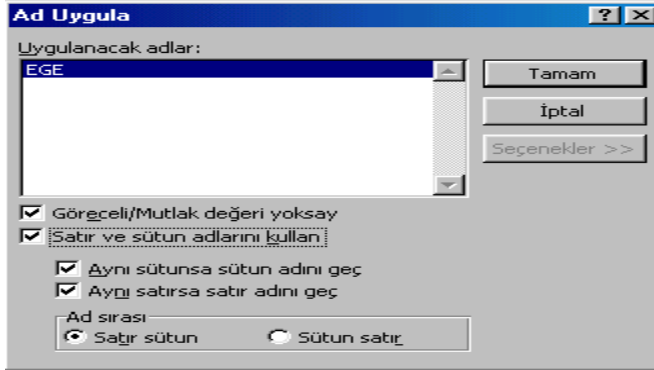 Ad Uygula
Uygulanacak adlar:
EGE
Tamam
İptal
Seçenekler >>
Göreceli/Mutlak değeri yoksay
Satır ve sütun adlarını kullan
Aynı sütunsa sütun adını geç
Aynı satırsa satır adını geç
Ad sırası
Satır sütun
Sütun satır